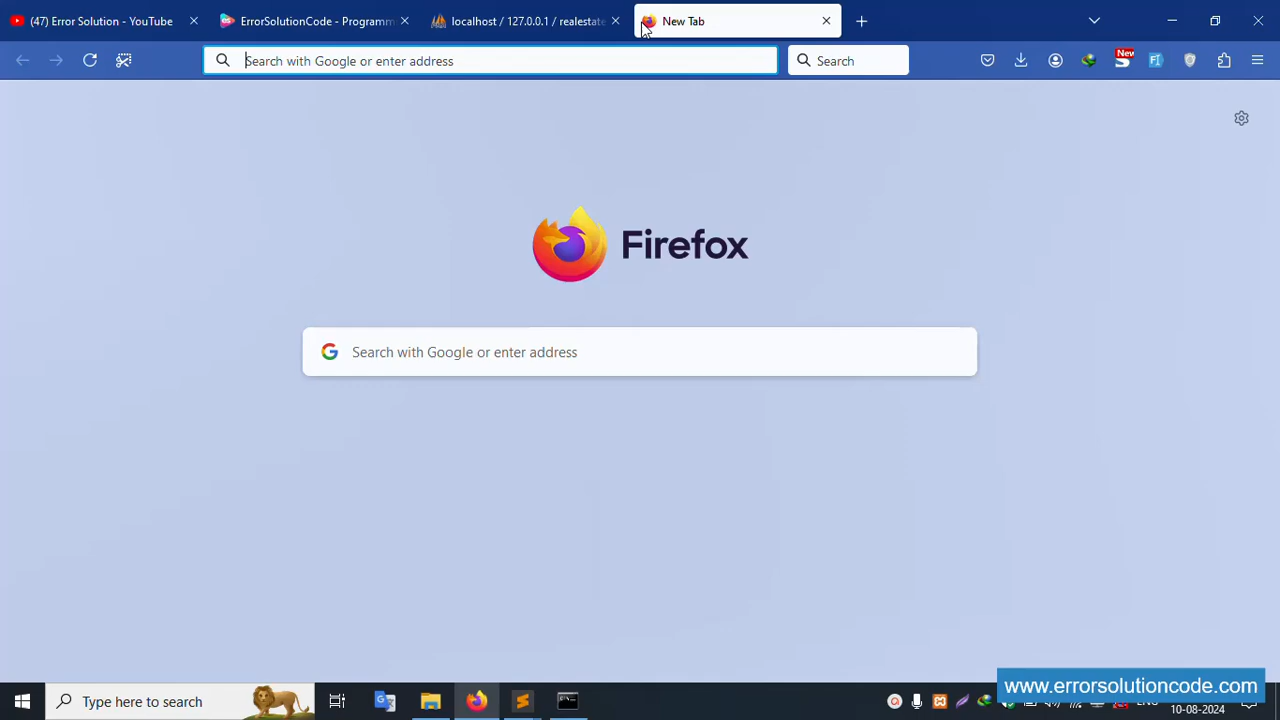 (47) Error Solution - YouTube
ErrorSolutionCode - Programm
localhost / 127.0.0.1 / realestate
New Tab
Search with Google or enter address
Search
New
Firefox
Search with Google or enter address
www.errorsolutioncode.com
Type here to search
10-08-2024